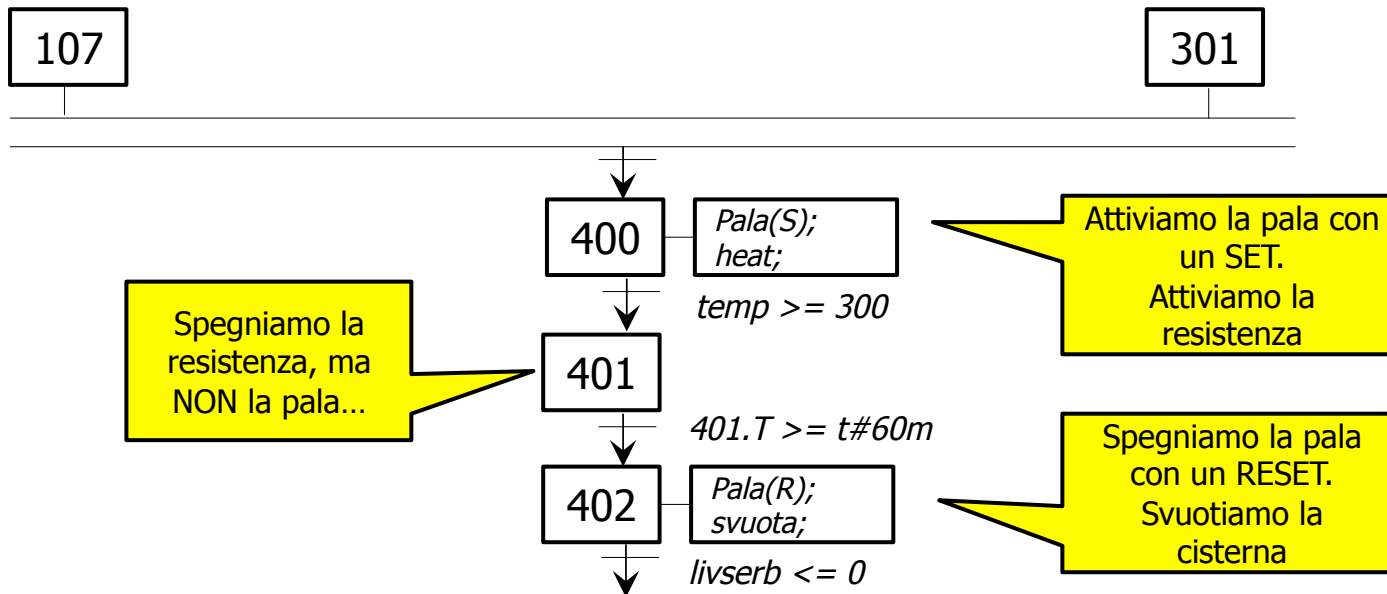 107
301
400
Pala(S);
heat;
Attiviamo la pala con
un SET.
Attiviamo la
resistenza
temp >= 300
Spegniamo la
resistenza, ma
NON la pala...
401
401.T >= t#60m
402
Pala(R);
svuota;
Spegniamo la pala
con un RESET.
Svuotiamo la
cisterna
livserb <= 0